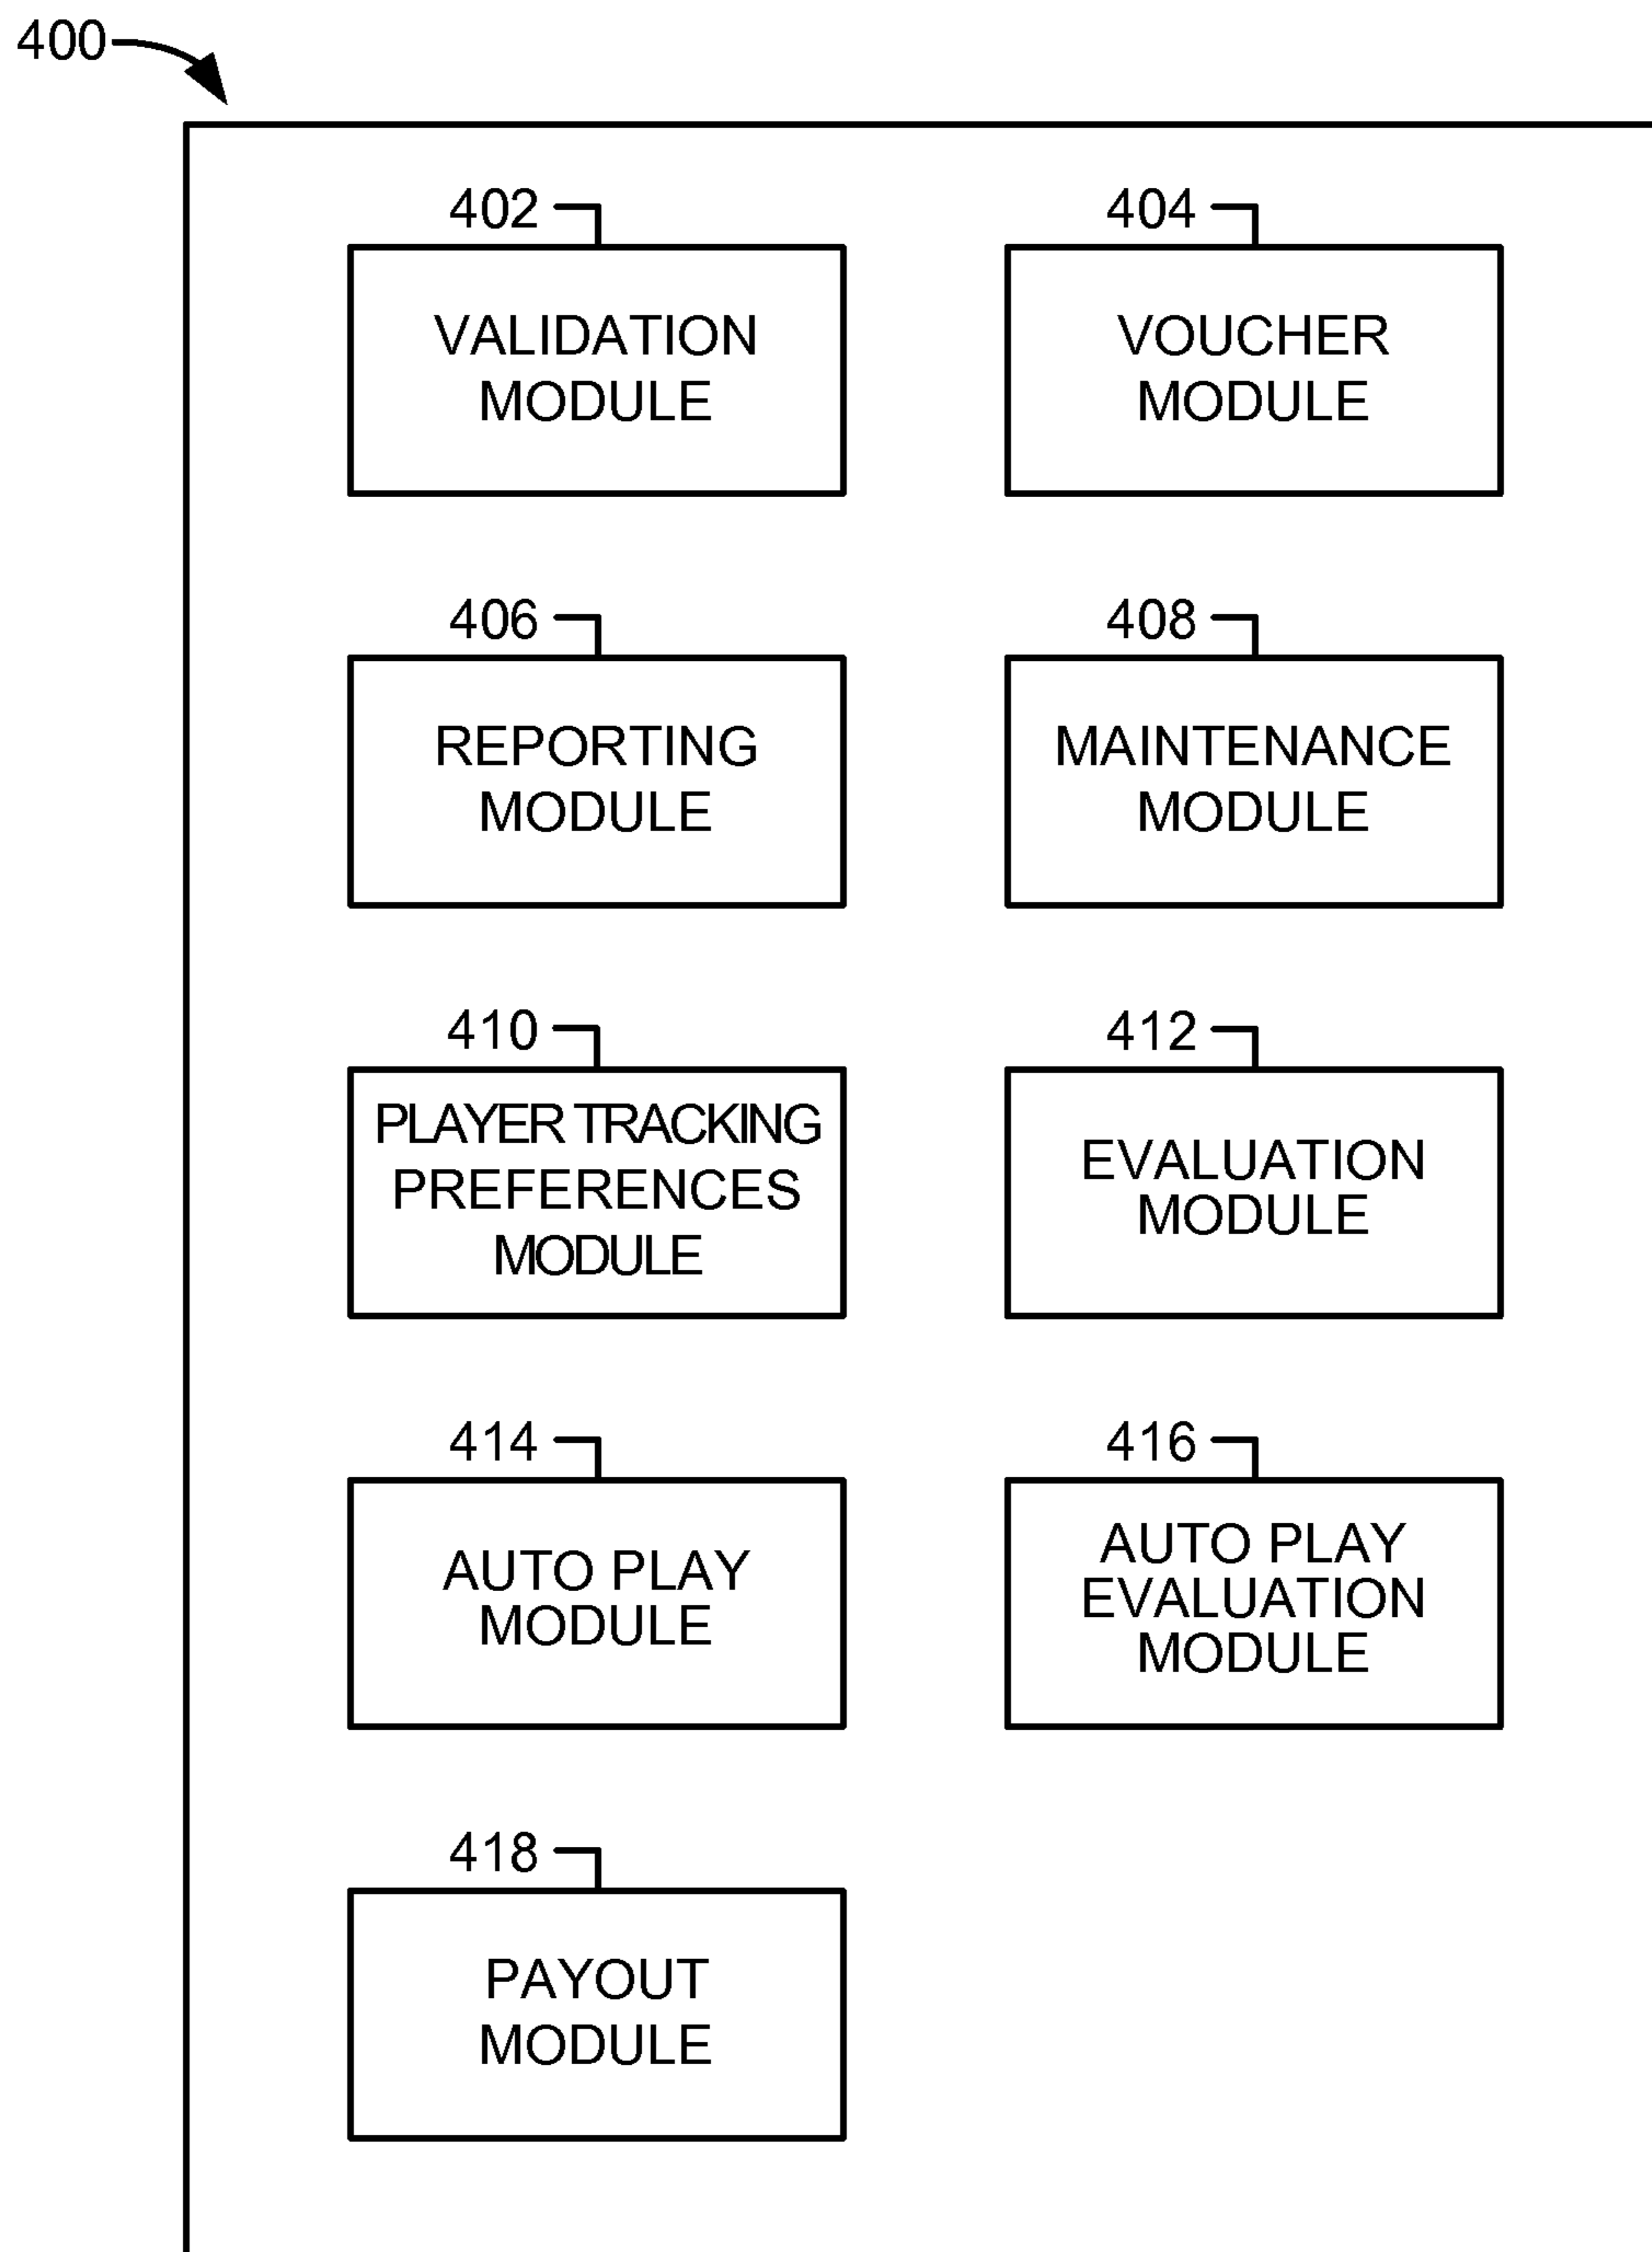 400
402
VALIDATION
MODULE
404
VOUCHER
MODULE
406
REPORTING
MODULE
408
MAINTENANCE
MODULE
410
PLAYER TRACKING
PREFERENCES
MODULE
412
EVALUATION
MODULE
414
AUTO PLAY
MODULE
416
AUTO PLAY
EVALUATION
MODULE
418
PAYOUT
MODULE